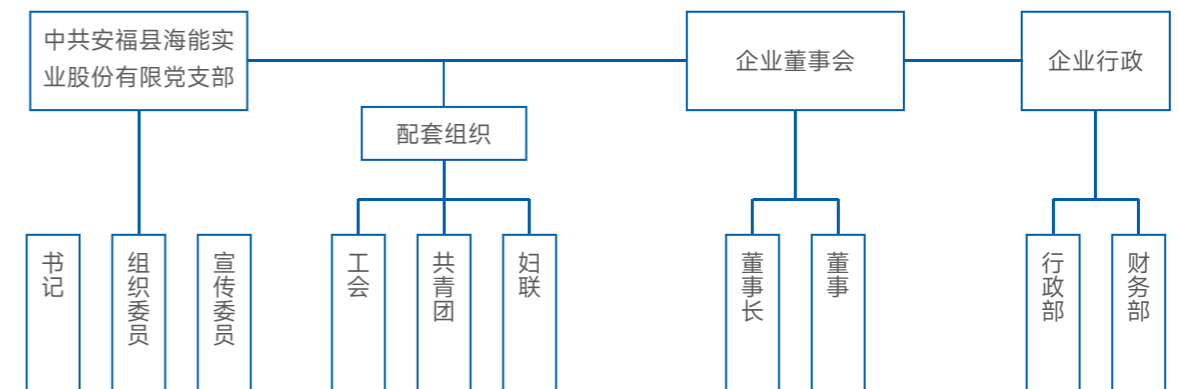 中共安福县海能实
业股份有限党支部
企业董事会
企业行政
配套组织
书记
组织委员
宣传委员
工会
共青团
妇联
董事长
董事
行政部
财务部